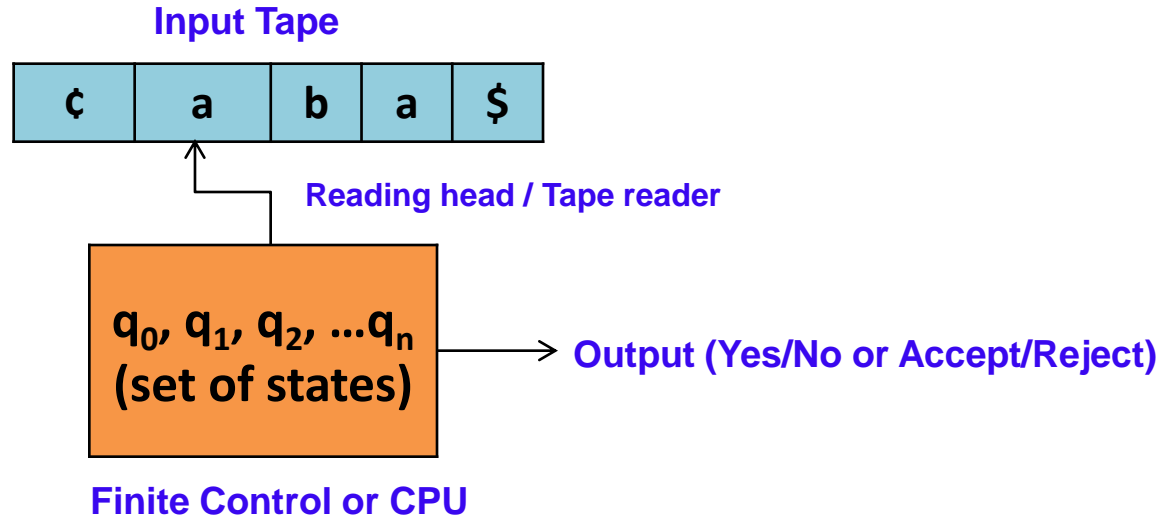 Input Tape
¢ a b a $
Reading head / Tape reader
q₀, q₁, q₂, ...qₙ
(set of states)
Output (Yes/No or Accept/Reject)
Finite Control or CPU